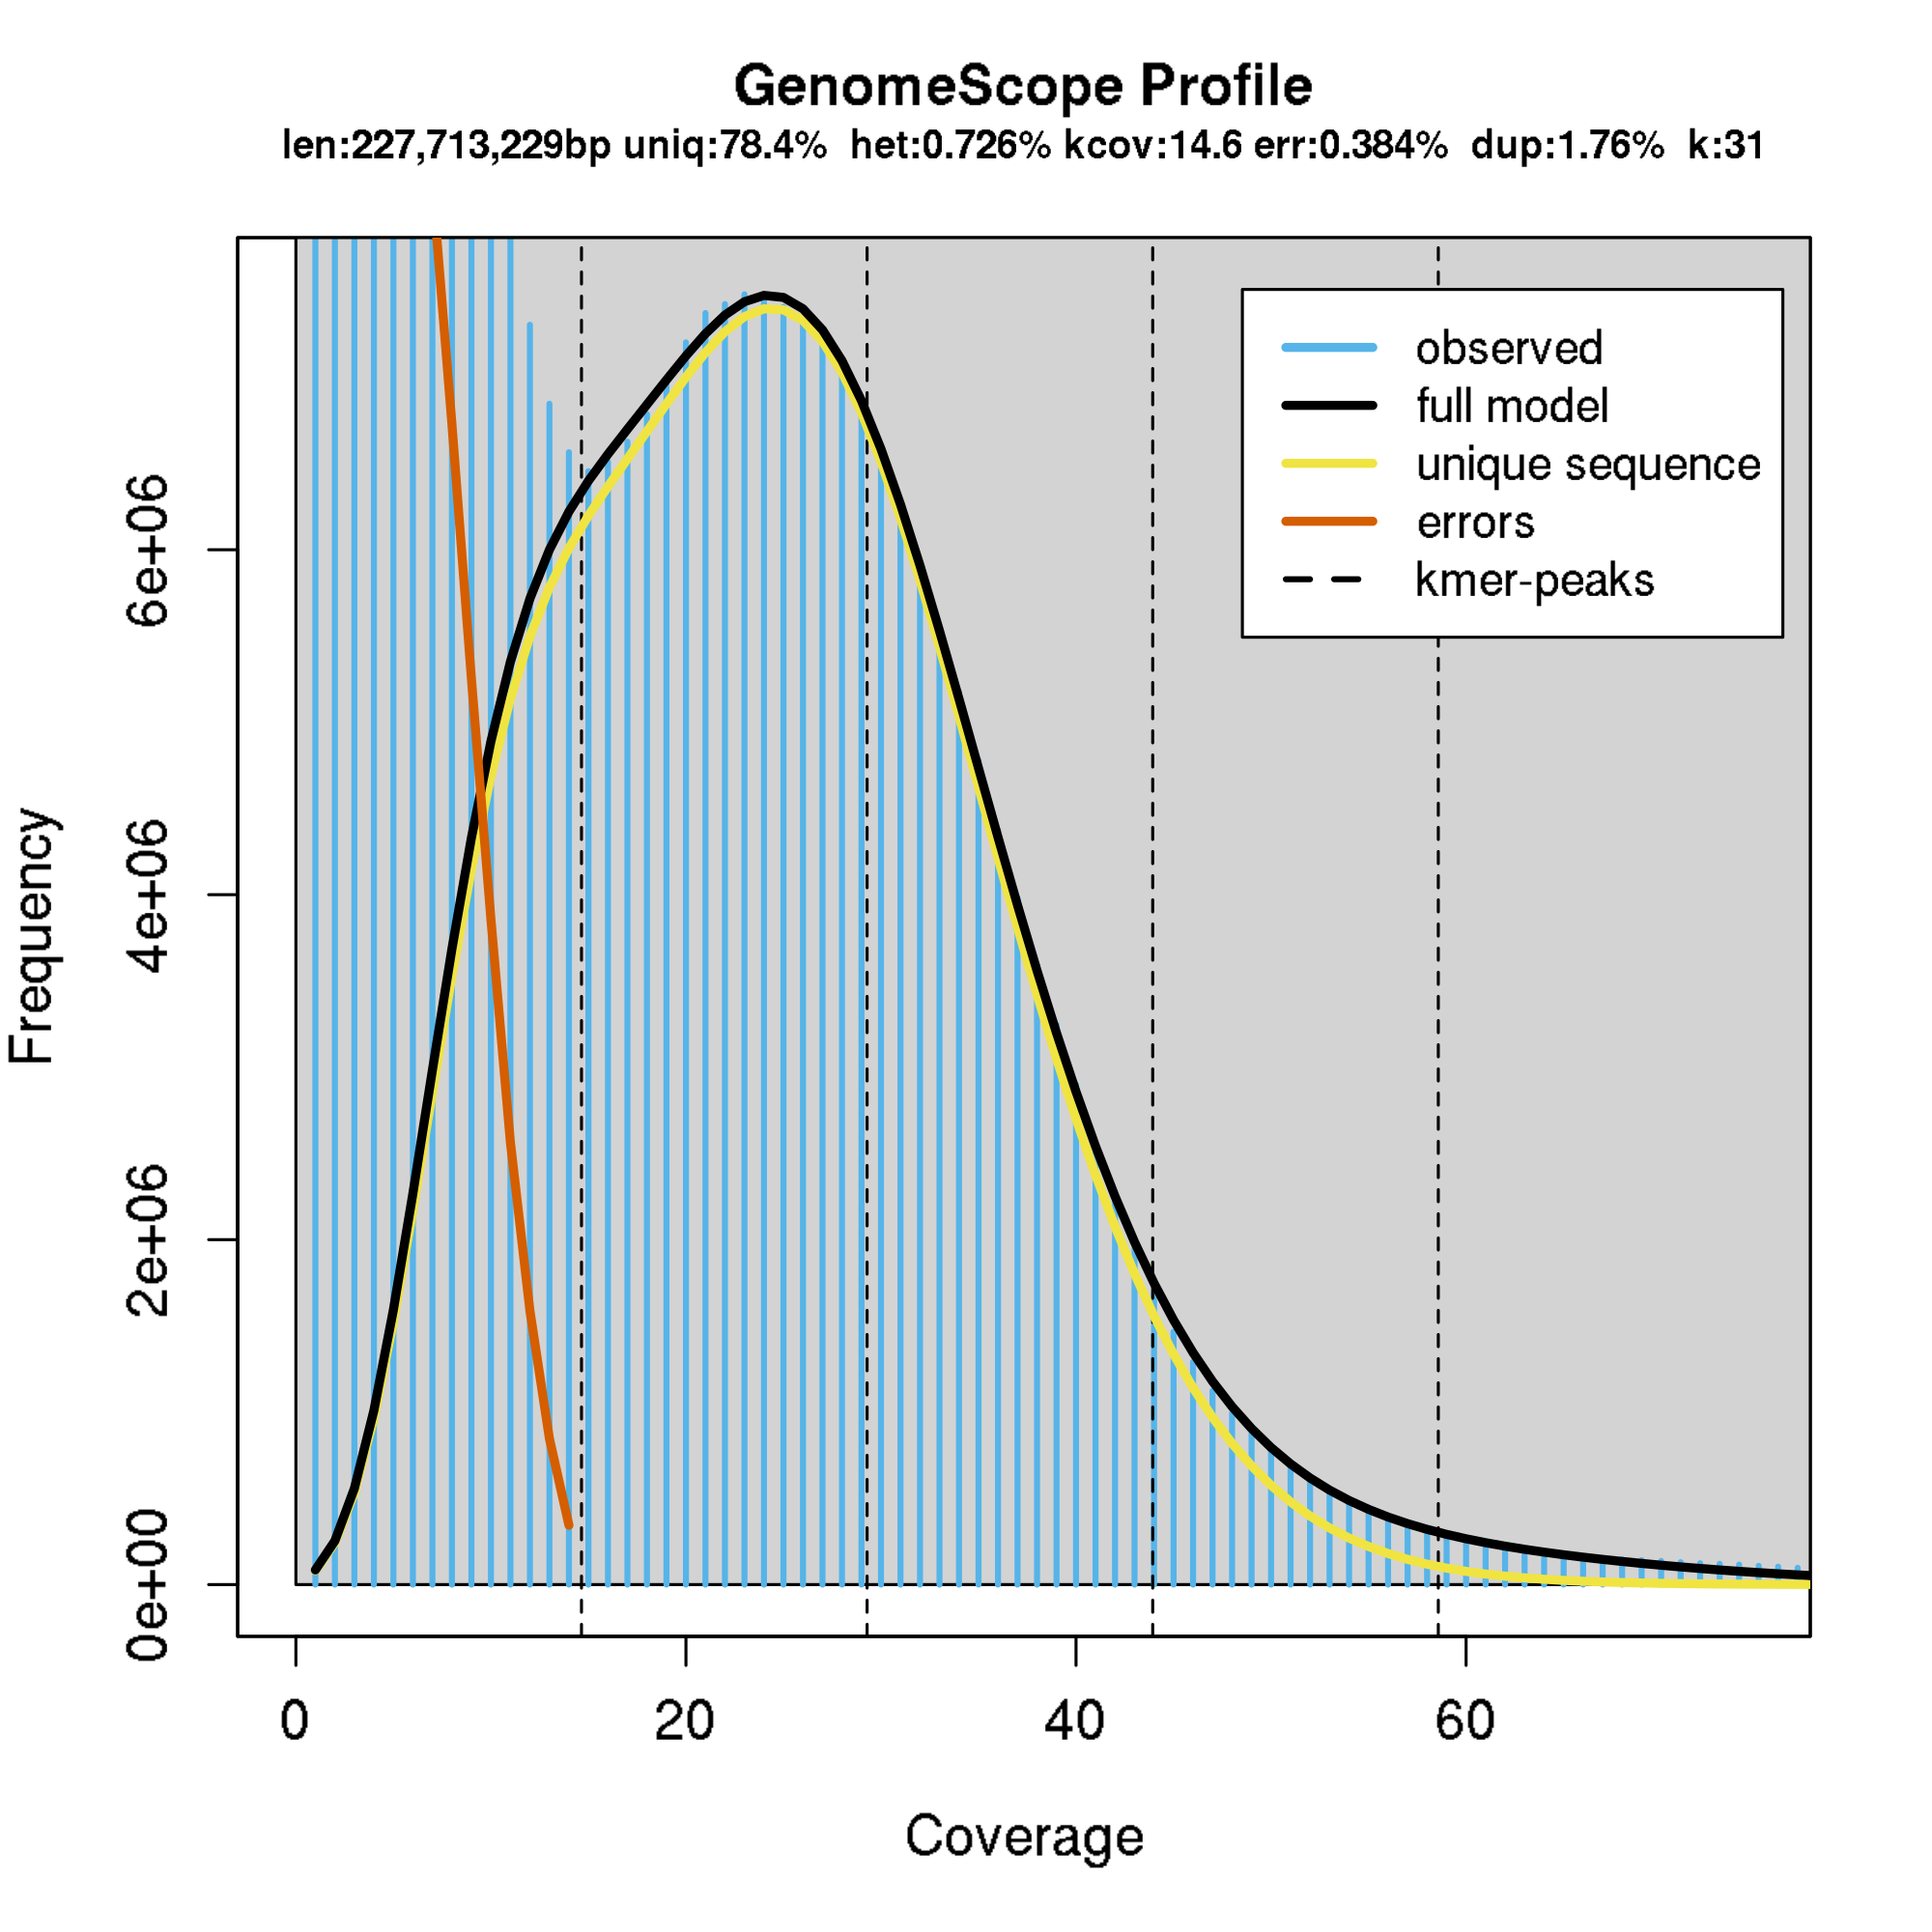 GenomeScope Profile
len:227,713,229bp uniq:78.4% het:0.726% kcov:14.6 err:0.384% dup:1.76% k:31
observed
full model
unique sequence
errors
kmer-peaks
Frequency
6e+06
4e+06
2e+06
0e+00
0 20 40 60
Coverage